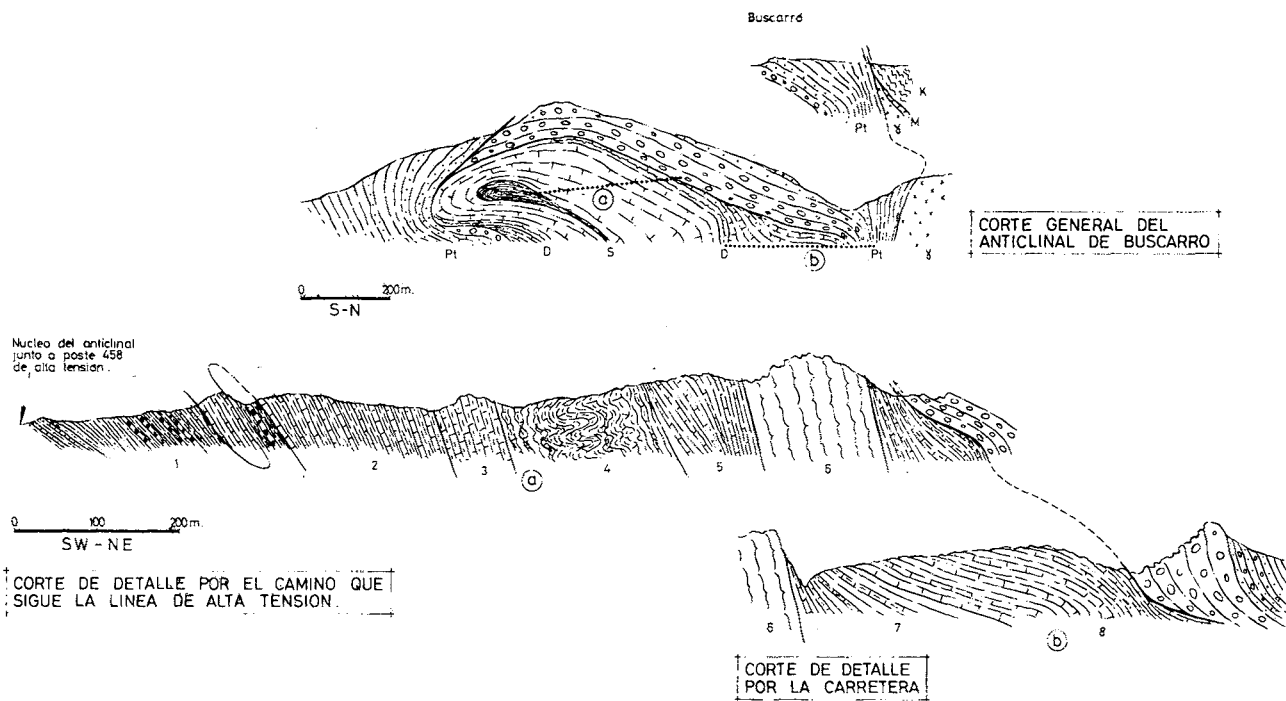 Buscarró
K
M
Pt
ɣ
a
Pt
D
S
D
b
Pt
ɣ
CORTE GENERAL DEL
ANTICLINAL DE BUSCARRO
0
200m.
S-N
Nucleo del anticlinal
junto a poste 458
de alta tension.
1
2
3
a
4
5
6
0
100
200m.
SW-NE
CORTE DE DETALLE POR EL CAMINO QUE
SIGUE LA LINEA DE ALTA TENSION.
6
7
b
8
CORTE DE DETALLE
POR LA CARRETERA